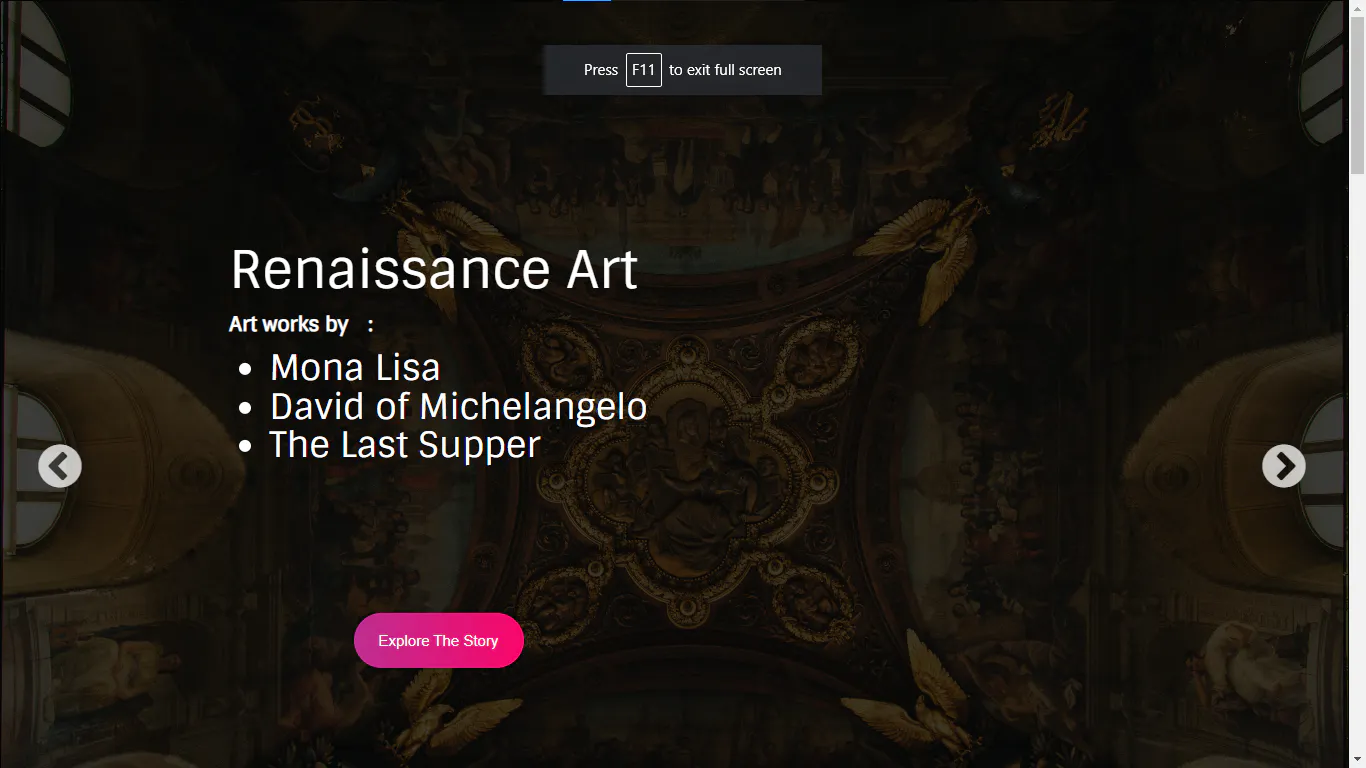 Press F11 to exit full screen
Renaissance Art
Art works by :
• Mona Lisa
• David of Michelangelo
• The Last Supper
Explore The Story